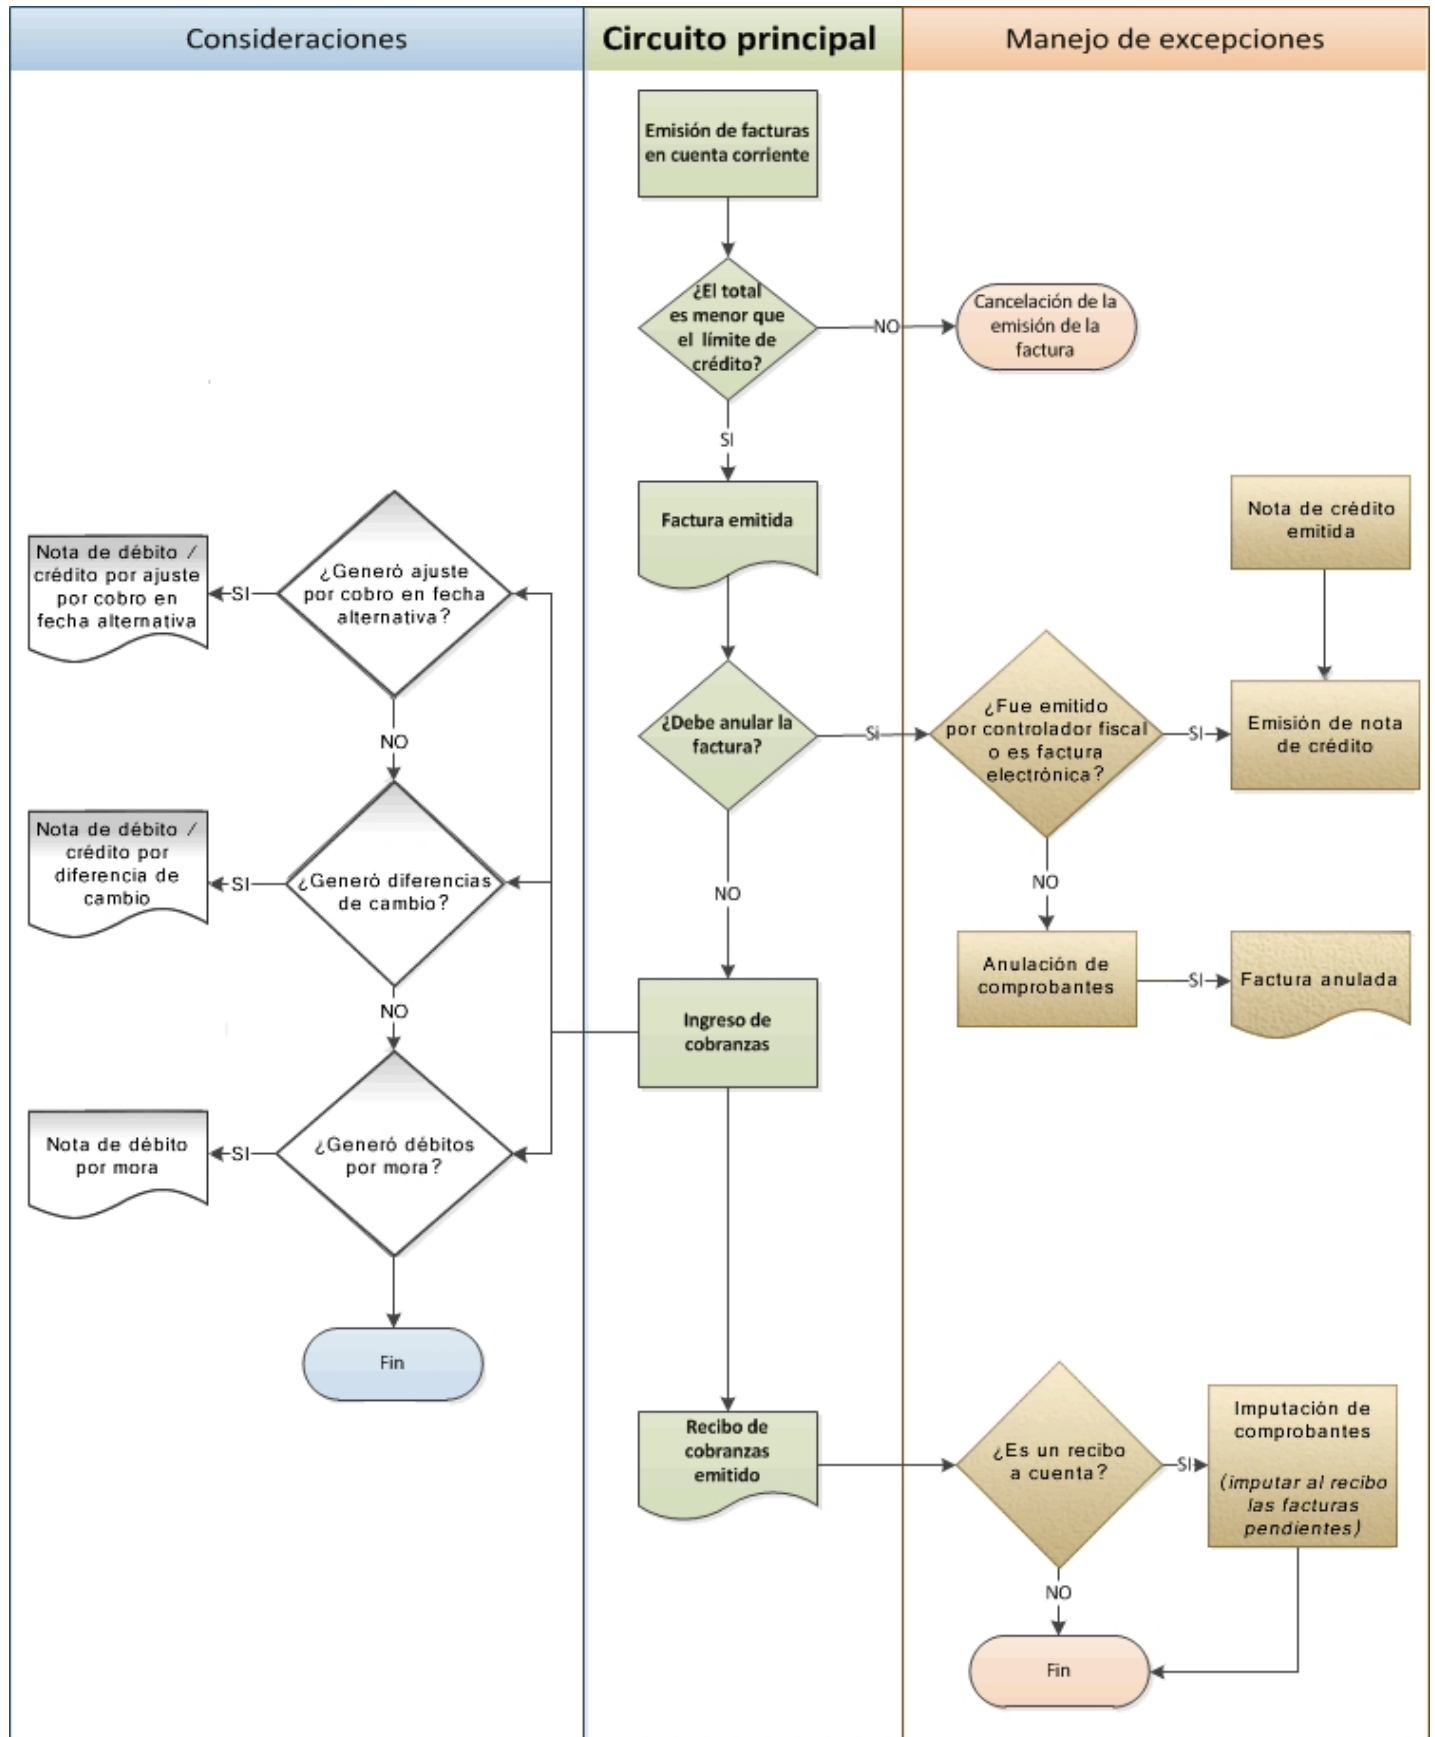 Consideraciones
Circuito principal
Manejo de excepciones
Emisión de facturas
en cuenta corriente
¿El total
es menor que
el límite de
crédito?
NO
Cancelación de la
emisión de la
factura
SI
Factura emitida
Nota de crédito
emitida
Nota de débito /
crédito por ajuste
por cobro en
fecha alternativa
SI
¿Generó ajuste
por cobro en fecha
alternativa?
¿Debe anular la
factura?
Si
¿Fue emitido
por controlador fiscal
o es factura
electrónica?
SI
Emisión de nota
de crédito
NO
Nota de débito /
crédito por
diferencia de
cambio
SI
¿Generó diferencias
de cambio?
NO
NO
Anulación de
comprobantes
SI
Factura anulada
NO
Ingreso de
cobranzas
Nota de débito
por mora
SI
¿Generó débitos
por mora?
Fin
Recibo de
cobranzas
emitido
¿Es un recibo
a cuenta?
SI
Imputación de
comprobantes
(imputar al recibo
las facturas
pendientes)
NO
Fin